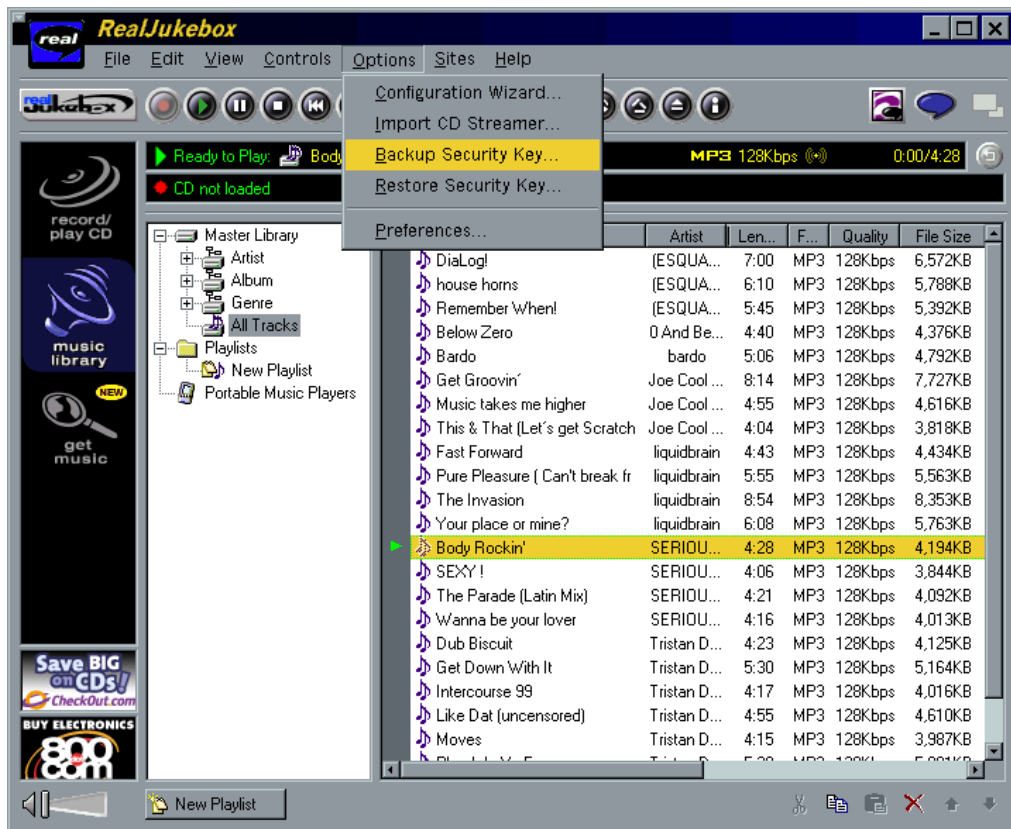 real RealJukebox
File Edit View Controls Options Sites Help
real jukebox
Configuration Wizard...
Import CD Streamer...
Backup Security Key...
Restore Security Key...
Preferences...
Ready to Play: Body MP3 128Kbps 0:00/4:28
CD not loaded
record/
play CD
music
library
NEW
get
music
Save BIG
on CDs!
CheckOut.com
BUY ELECTRONICS
800
.com
Master Library
Artist
Album
Genre
All Tracks
Playlists
New Playlist
Portable Music Players
Artist Len... F... Quality File Size
DiaLog! (ESQUA... 7:00 MP3 128Kbps 6,572KB
house horns (ESQUA... 6:10 MP3 128Kbps 5,788KB
Remember When! (ESQUA... 5:45 MP3 128Kbps 5,392KB
Below Zero 0 And Be... 4:40 MP3 128Kbps 4,376KB
Bardo bardo 5:06 MP3 128Kbps 4,792KB
Get Groovin´ Joe Cool ... 8:14 MP3 128Kbps 7,727KB
Music takes me higher Joe Cool ... 4:55 MP3 128Kbps 4,616KB
This & That (Let´s get Scratch Joe Cool ... 4:04 MP3 128Kbps 3,818KB
Fast Forward liquidbrain 4:43 MP3 128Kbps 4,434KB
Pure Pleasure ( Can't break fr liquidbrain 5:55 MP3 128Kbps 5,563KB
The Invasion liquidbrain 8:54 MP3 128Kbps 8,353KB
Your place or mine? liquidbrain 6:08 MP3 128Kbps 5,763KB
Body Rockin' SERIOU... 4:28 MP3 128Kbps 4,194KB
SEXY ! SERIOU... 4:06 MP3 128Kbps 3,844KB
The Parade (Latin Mix) SERIOU... 4:21 MP3 128Kbps 4,092KB
Wanna be your lover SERIOU... 4:16 MP3 128Kbps 4,013KB
Dub Biscuit Tristan D... 4:23 MP3 128Kbps 4,125KB
Get Down With It Tristan D... 5:30 MP3 128Kbps 5,164KB
Intercourse 99 Tristan D... 4:17 MP3 128Kbps 4,016KB
Like Dat (uncensored) Tristan D... 4:55 MP3 128Kbps 4,610KB
Moves Tristan D... 4:15 MP3 128Kbps 3,987KB
New Playlist